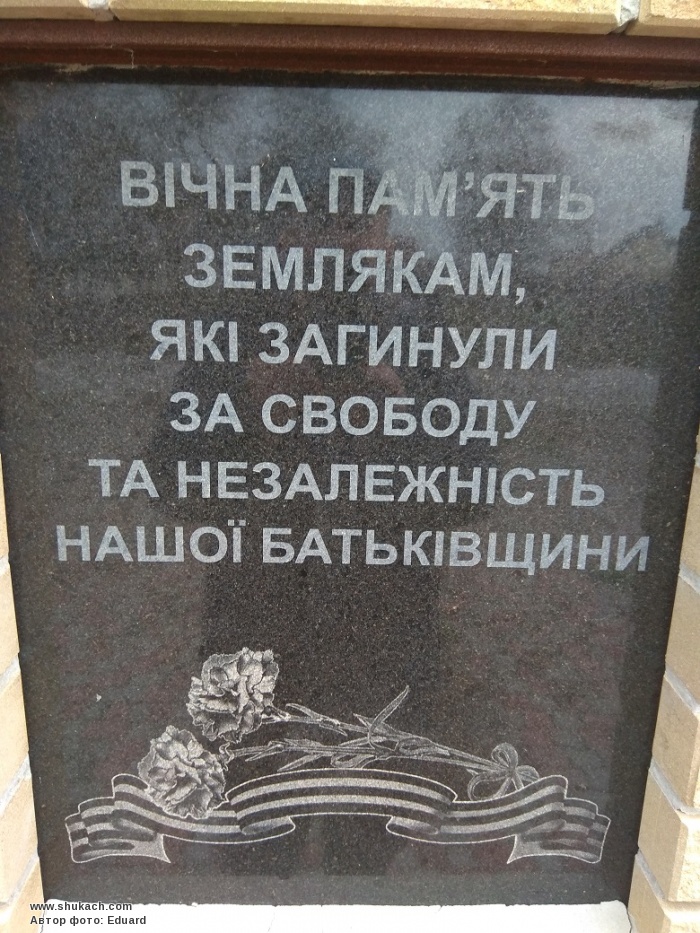 ВІЧНА ПАМ’ЯТЬ
ЗЕМЛЯКАМ,
ЯКІ ЗАГИНУЛИ
ЗА СВОБОДУ
ТА НЕЗАЛЕЖНІСТЬ
НАШОЇ БАТЬКІВЩИНИ
www.shukach.com
Автор фото: Eduard